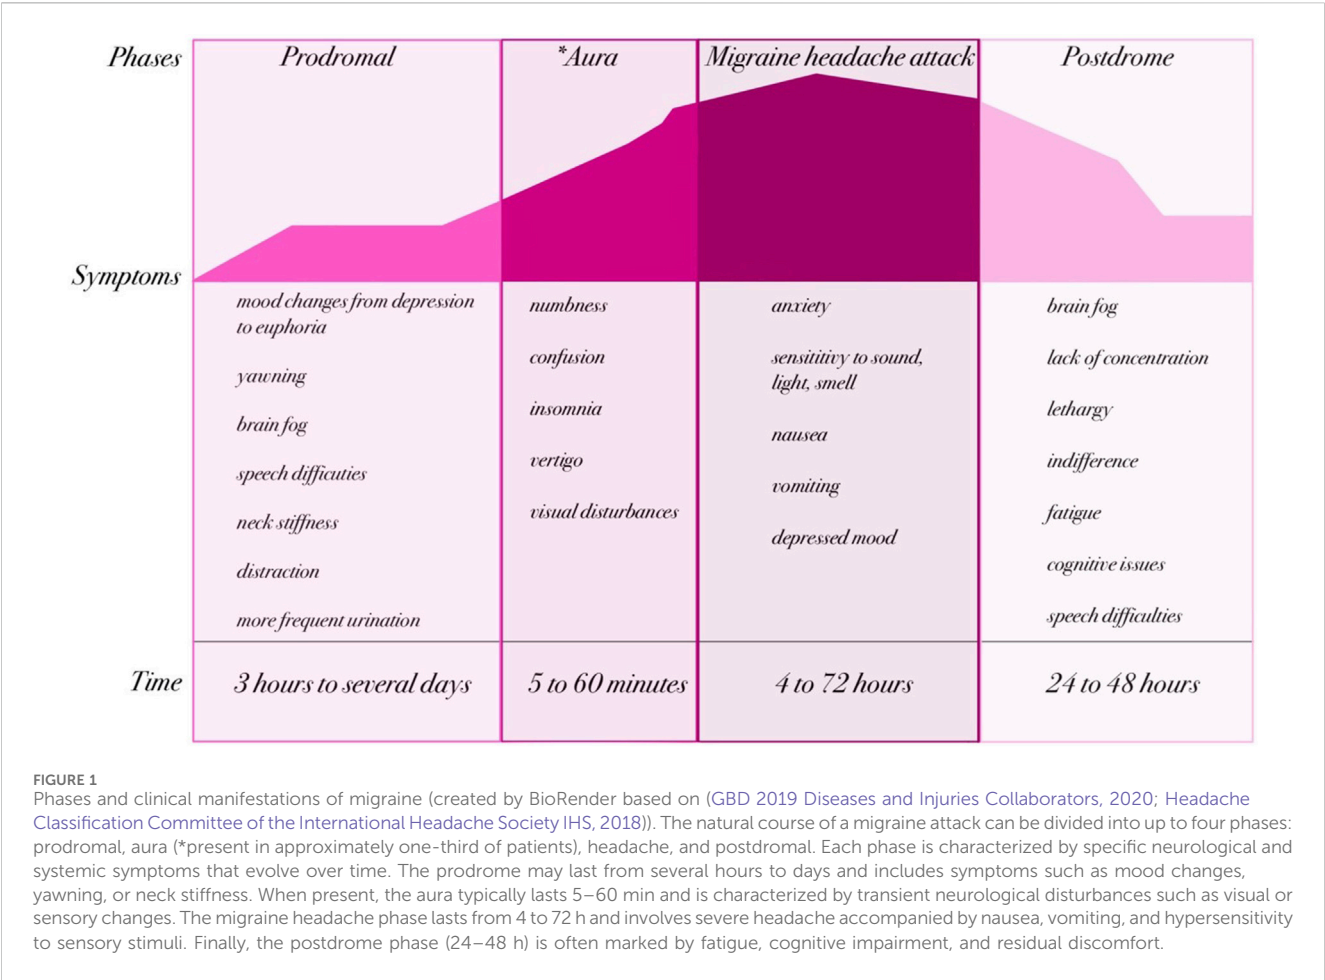 Phases
Prodromal
*Aura
Migraine headache attack
Postdrome
Symptoms
mood changes from depression
to euphoria
yawning
brain fog
speech difficuties
neck stiffness
distraction
more frequent urination
numbness
confusion
insomnia
vertigo
visual disturbances
anxiety
sensititivy to sound,
light, smell
nausea
vomiting
depressed mood
brain fog
lack of concentration
lethargy
indifference
fatigue
cognitive issues
speech difficulties
Time
3 hours to several days
5 to 60 minutes
4 to 72 hours
24 to 48 hours
FIGURE 1
Phases and clinical manifestations of migraine (created by BioRender based on (GBD 2019 Diseases and Injuries Collaborators, 2020; Headache
Classification Committee of the International Headache Society IHS, 2018)). The natural course of a migraine attack can be divided into up to four phases:
prodromal, aura (*present in approximately one-third of patients), headache, and postdromal. Each phase is characterized by specific neurological and
systemic symptoms that evolve over time. The prodrome may last from several hours to days and includes symptoms such as mood changes,
yawning, or neck stiffness. When present, the aura typically lasts 5–60 min and is characterized by transient neurological disturbances such as visual or
sensory changes. The migraine headache phase lasts from 4 to 72 h and involves severe headache accompanied by nausea, vomiting, and hypersensitivity
to sensory stimuli. Finally, the postdrome phase (24–48 h) is often marked by fatigue, cognitive impairment, and residual discomfort.